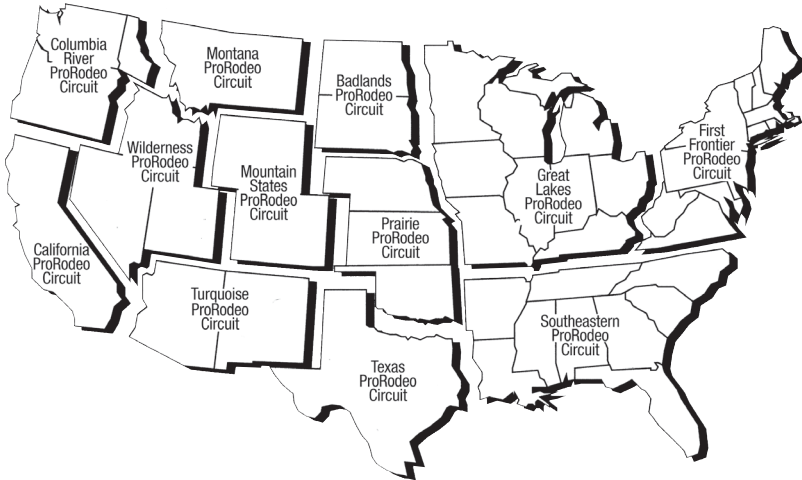 Columbia
River
ProRodeo
Circuit
Montana
ProRodeo
Circuit
Badlands
ProRodeo
Circuit
First
Frontier
ProRodeo
Circuit
Wilderness
ProRodeo
Circuit
Mountain
States
ProRodeo
Circuit
Great
Lakes
ProRodeo
Circuit
Prairie
ProRodeo
Circuit
California
ProRodeo
Circuit
Turquoise
ProRodeo
Circuit
Southeastern
ProRodeo
Circuit
Texas
ProRodeo
Circuit